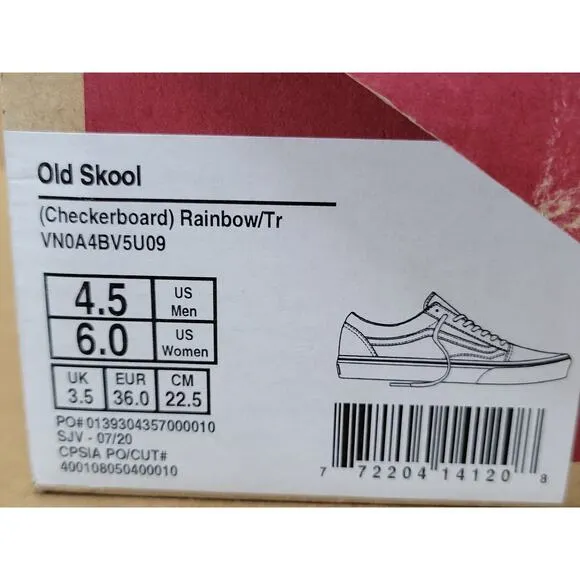 Old Skool
(Checkerboard) Rainbow/Tr
VN0A4BV5U09
4.5 US Men
6.0 US Women
UK 3.5 EUR 36.0 CM 22.5
PO# 0139304357000010
SJV - 07/20
CPSIA PO/CUT#
400108050400010
7 72204 14120 8